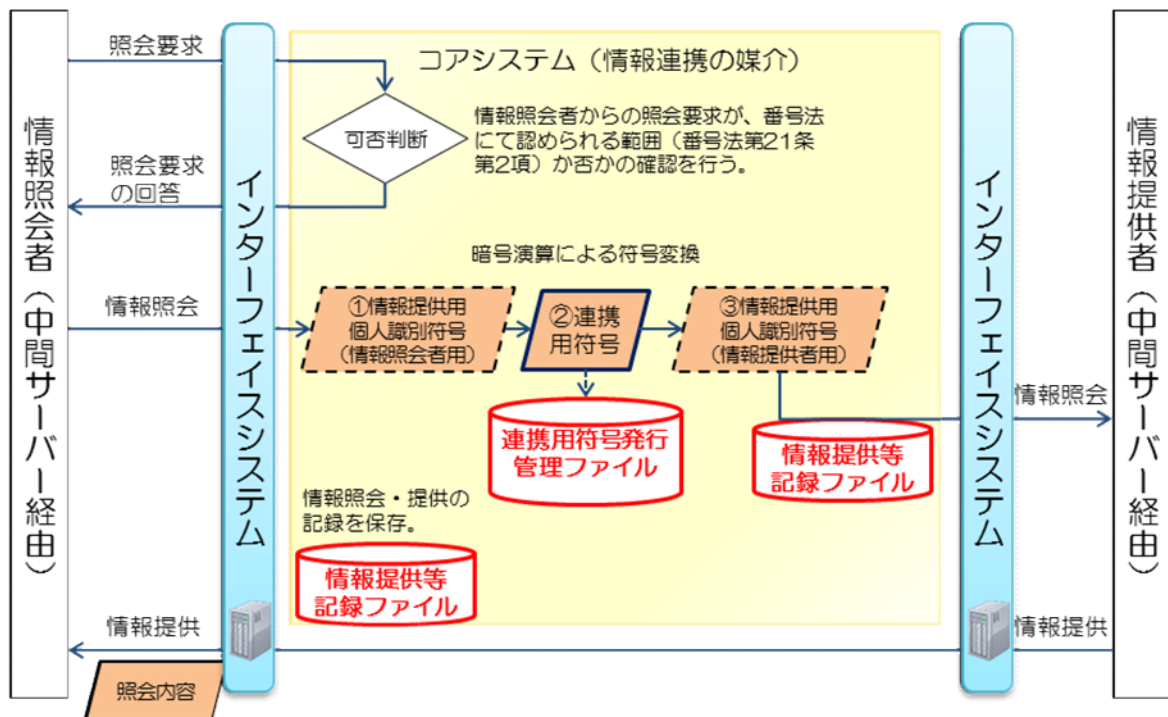 照会要求
コアシステム（情報連携の媒介）
可否判断
情報照会者からの照会要求が、番号法
にて認められる範囲（番号法第21条
第2項）か否かの確認を行う。
照会要求
の回答
情報照会者（中間サーバー経由）
インターフェイスシステム
インターフェイスシステム
情報提供者（中間サーバー経由）
暗号演算による符号変換
情報照会
①情報提供用
個人識別符号
（情報照会者用）
②連携
用符号
③情報提供用
個人識別符号
（情報提供者用）
情報照会
連携用符号発行
管理ファイル
情報提供等
記録ファイル
情報照会・提供の
記録を保存。
情報提供等
記録ファイル
情報提供
情報提供
照会内容